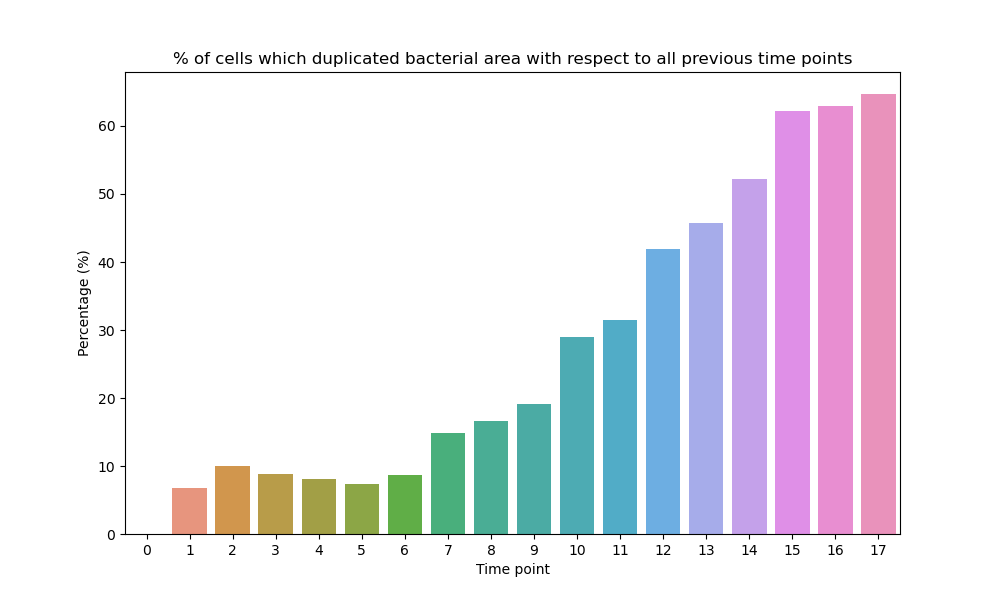 % of cells which duplicated bacterial area with respect to all previous time points
Percentage (%)
60
50
40
30
20
10
0
0 1 2 3 4 5 6 7 8 9 10 11 12 13 14 15 16 17
Time point